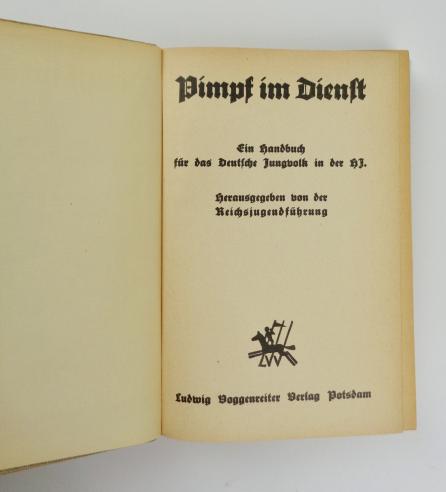 Pimpf im Dienst
Ein Handbuch
für das Deutsche Jungvolk in der HJ.
Herausgegeben von der
Reichsjugendführung
LVV
Ludwig Voggenreiter Verlag Potsdam